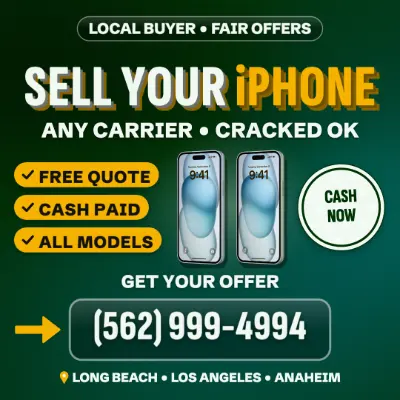 LOCAL BUYER • FAIR OFFERS
SELL YOUR iPHONE
ANY CARRIER • CRACKED OK
FREE QUOTE
CASH PAID
ALL MODELS
9:41
9:41
CASH
NOW
GET YOUR OFFER
(562) 999-4994
LONG BEACH • LOS ANGELES • ANAHEIM